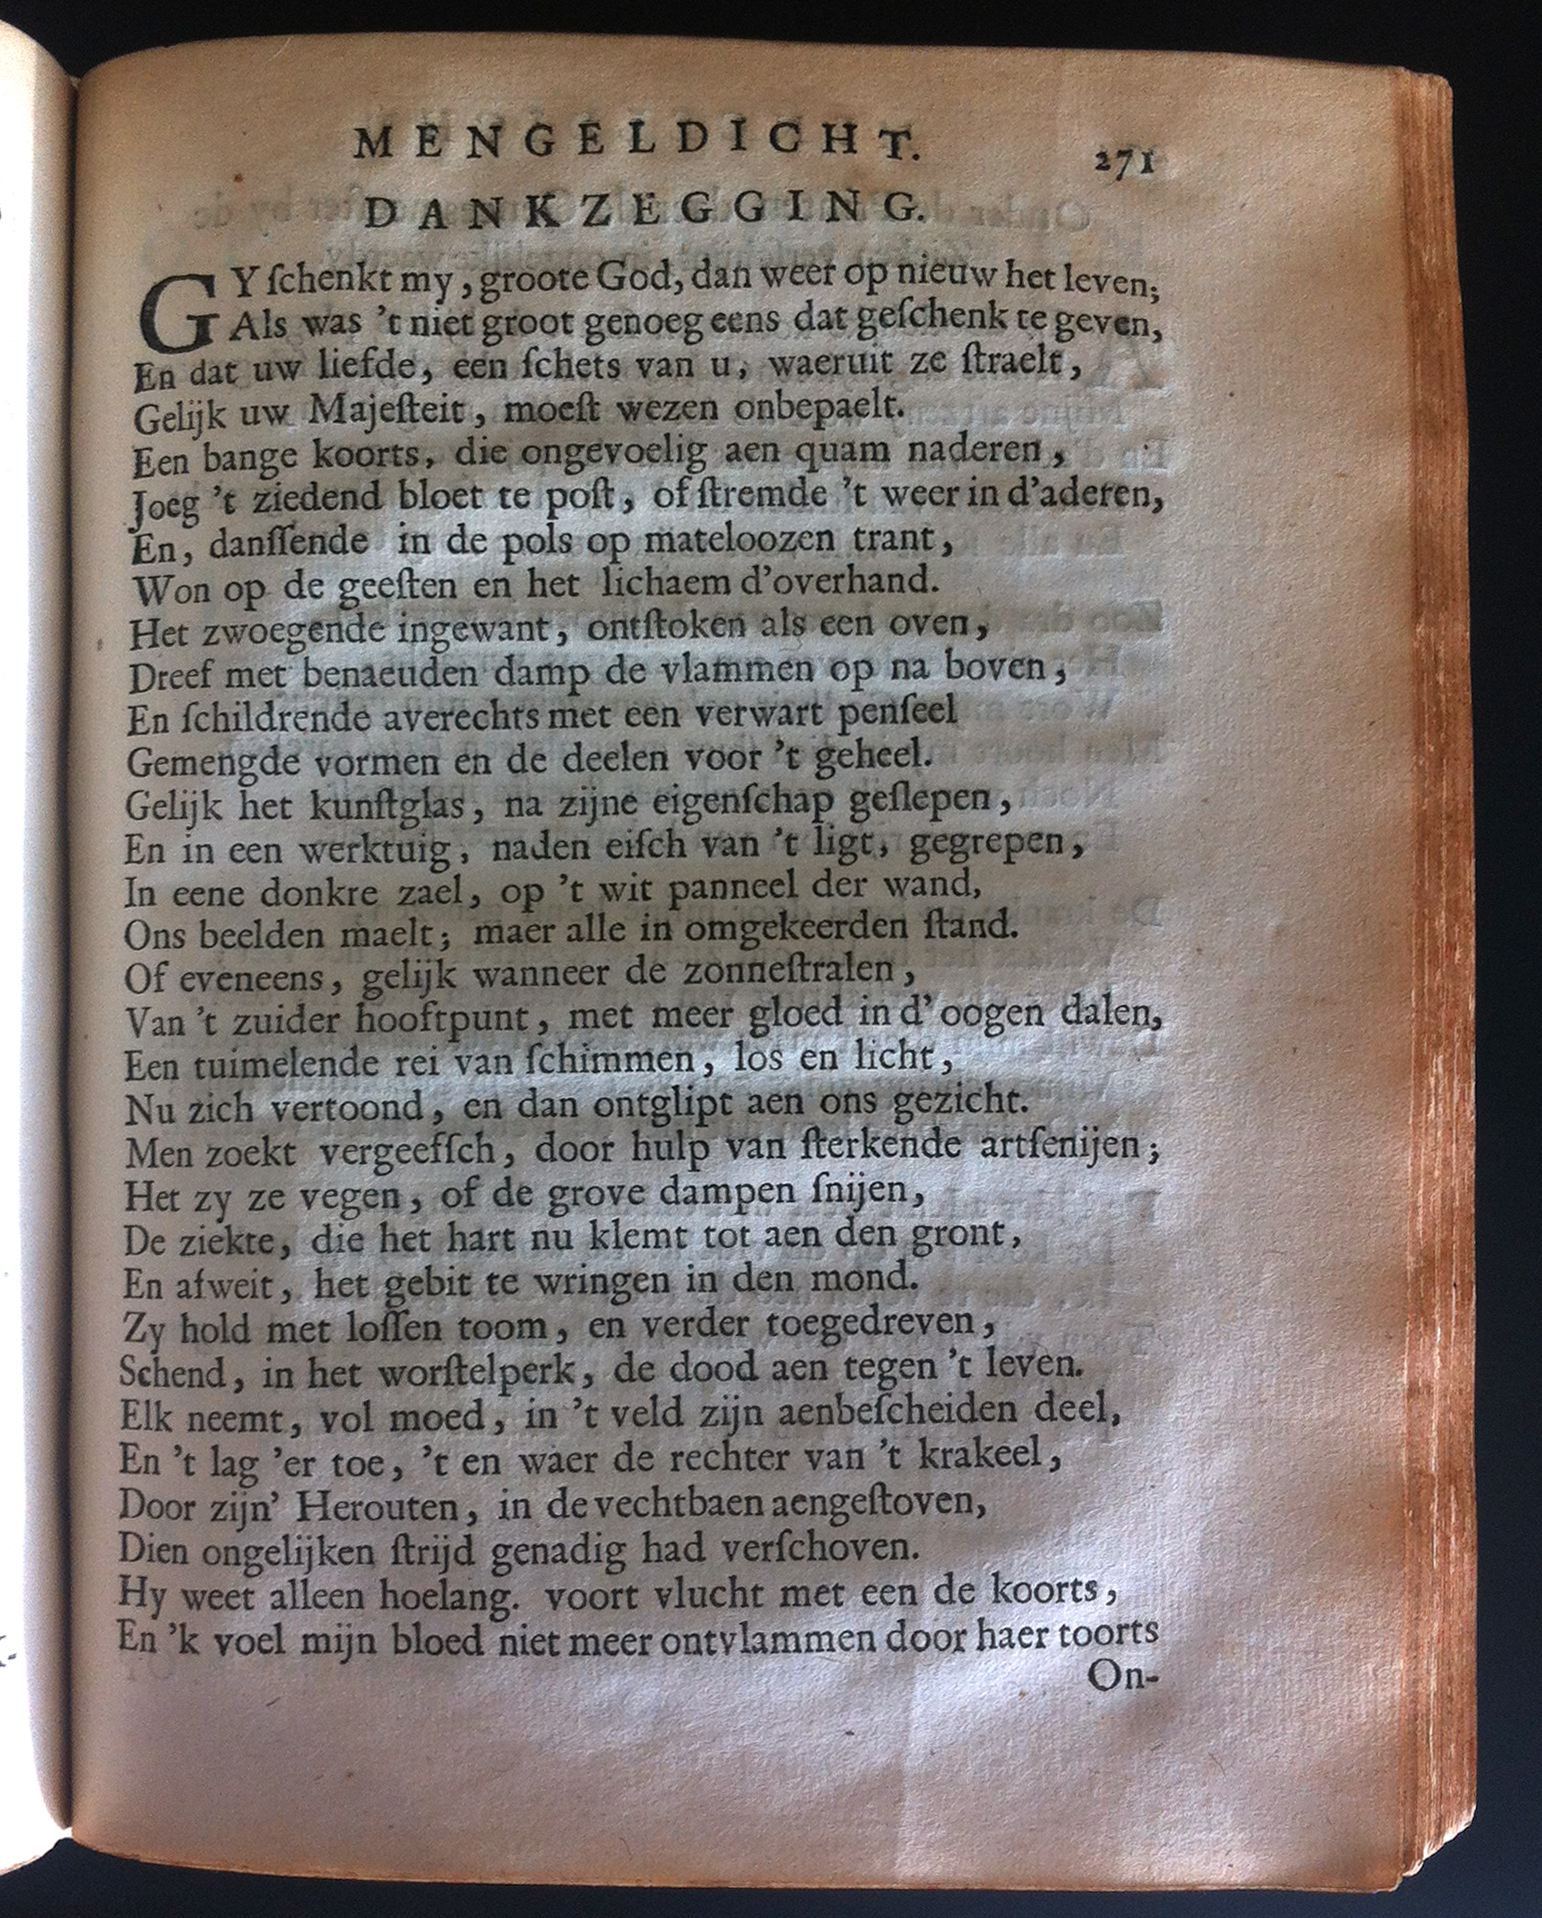 MENGELDICHT. 271
DANKZEGGING.
GY ſchenkt my, groote God, dan weer op nieuw het leven;
Als was 't niet groot genoeg eens dat geſchenk te geven,
En dat uw liefde, een ſchets van u, waeruit ze ſtraelt,
Gelijk uw Majeſteit, moeſt wezen onbepaelt.
Een bange koorts, die ongevoelig aen quam naderen,
Joeg 't ziedend bloet te poſt, of ſtremde 't weer in d'aderen,
En, danſſende in de pols op mateloozen trant,
Won op de geeſten en het lichaem d'overhand.
Het zwoegende ingewant, ontſtoken als een oven,
Dreef met benaeuden damp de vlammen op na boven,
En ſchildrende averechts met een verwart penſeel
Gemengde vormen en de deelen voor 't geheel.
Gelijk het kunſtglas, na zijne eigenſchap geſlepen,
En in een werktuig, naden eiſch van 't ligt, gegrepen,
In eene donkre zael, op 't wit panneel der wand,
Ons beelden maelt; maer alle in omgekeerden ſtand.
Of eveneens, gelijk wanneer de zonneſtralen,
Van 't zuider hooftpunt, met meer gloed in d'oogen dalen,
Een tuimelende rei van ſchimmen, los en licht,
Nu zich vertoond, en dan ontglipt aen ons gezicht.
Men zoekt vergeefſch, door hulp van ſterkende artſenijen;
Het zy ze vegen, of de grove dampen ſnijen,
De ziekte, die het hart nu klemt tot aen den gront,
En afweit, het gebit te wringen in den mond.
Zy hold met loſſen toom, en verder toegedreven,
Schend, in het worſtelperk, de dood aen tegen 't leven.
Elk neemt, vol moed, in 't veld zijn aenbeſcheiden deel,
En 't lag 'er toe, 't en waer de rechter van 't krakeel,
Door zijn' Herouten, in de vechtbaen aengeſtoven,
Dien ongelijken ſtrijd genadig had verſchoven.
Hy weet alleen hoelang. voort vlucht met een de koorts,
En 'k voel mijn bloed niet meer ontvlammen door haer toorts
On-